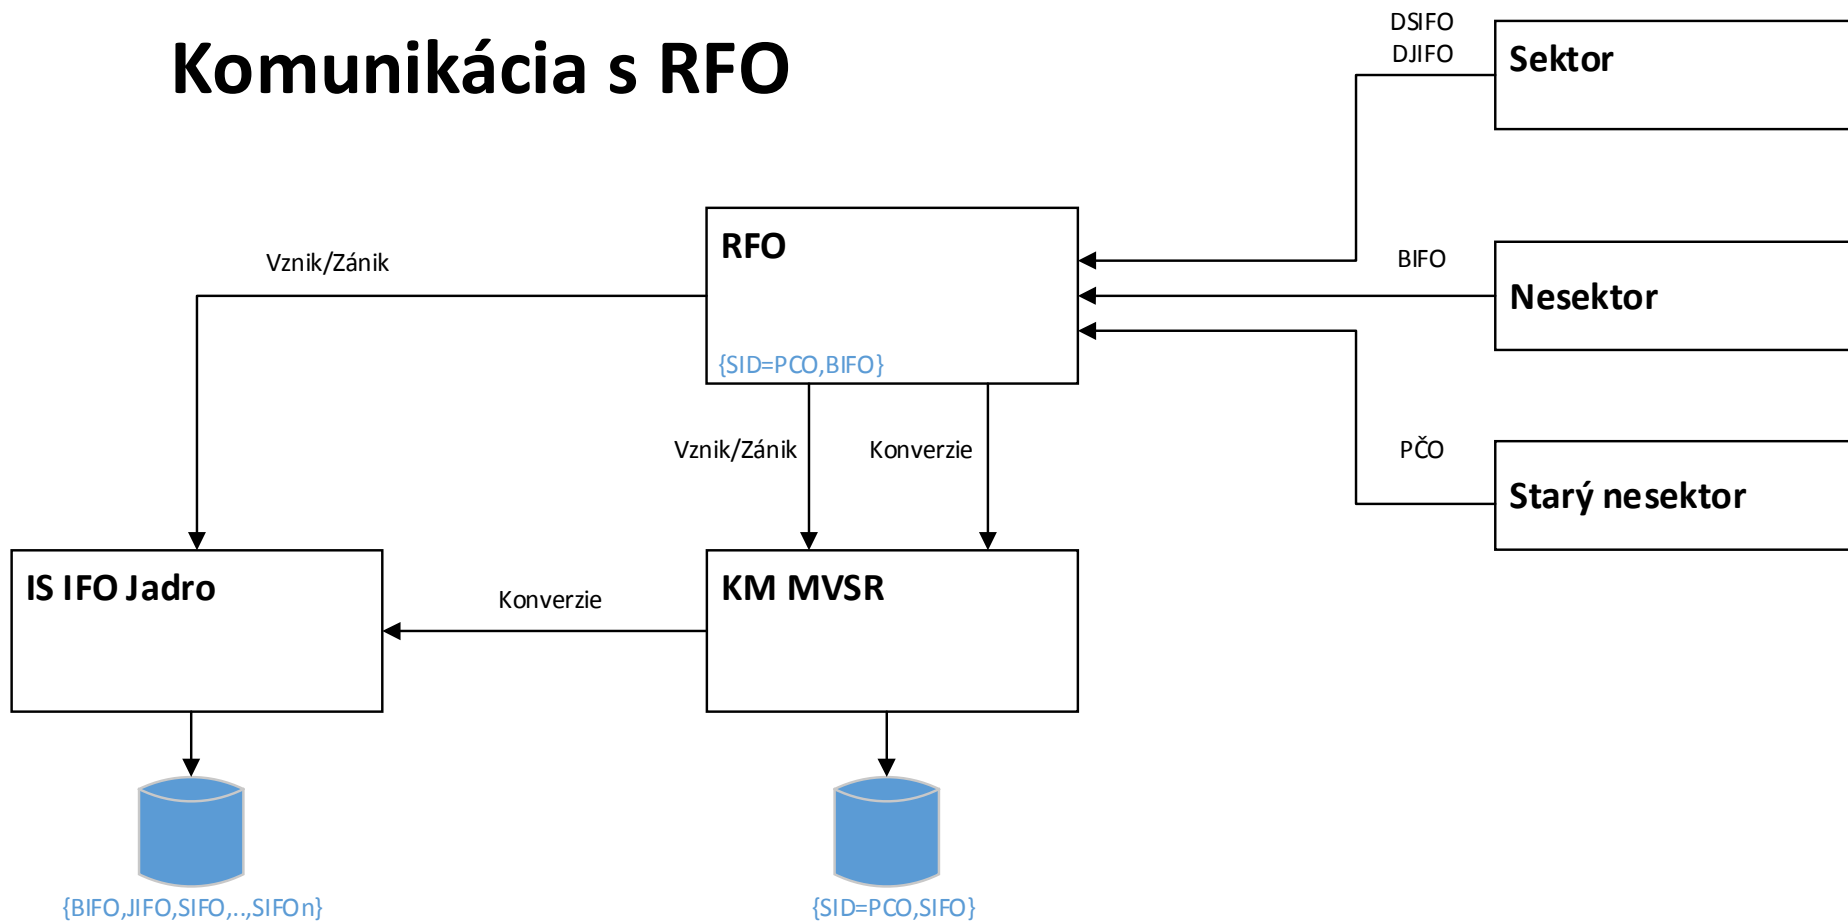 Komunikácia s RFO
DSIFO
DJIFO
Sektor
RFO
Vznik/Zánik
BIFO
Nesektor
{SID=PCO,BIFO}
Vznik/Zánik
Konverzie
PČO
Starý nesektor
IS IFO Jadro
Konverzie
KM MVSR
{BIFO,JIFO,SIFO,..,SIFOn}
{SID=PCO,SIFO}